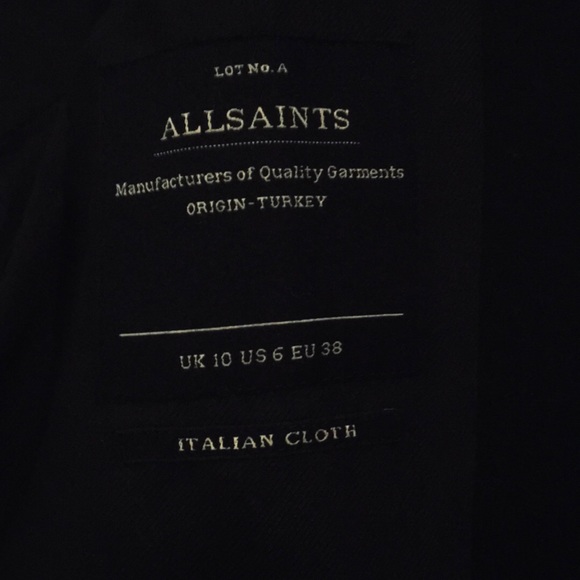 LOT No. A
ALLSAINTS
Manufacturers of Quality Garments
ORIGIN-TURKEY
UK 10 US 6 EU 38
ITALIAN CLOTH